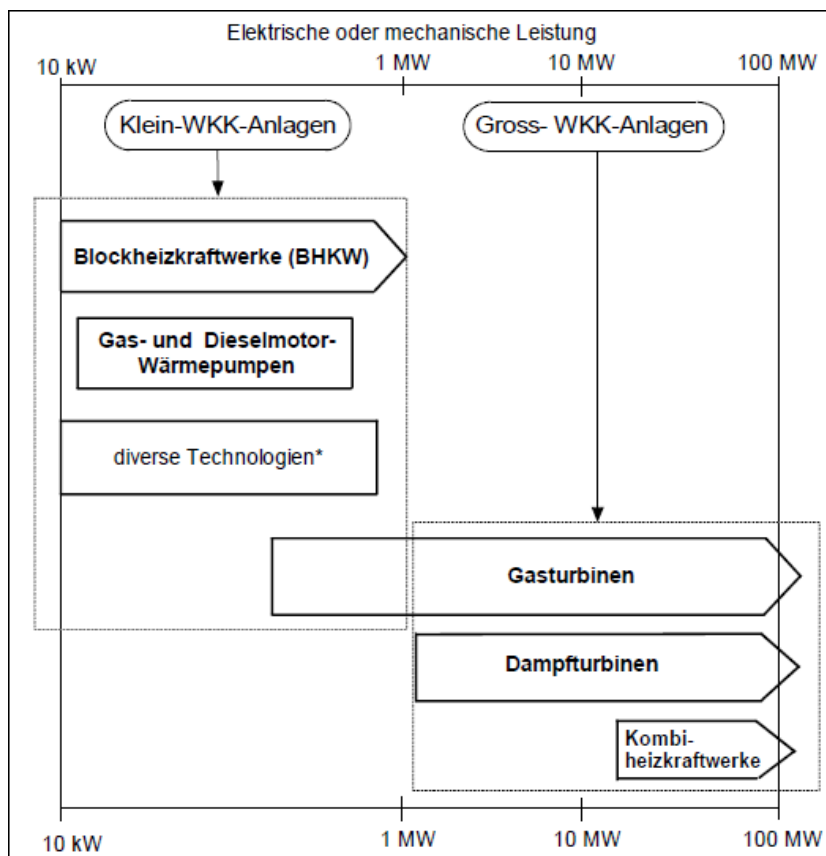 Elektrische oder mechanische Leistung
10 kW 1 MW 10 MW 100 MW
Klein-WKK-Anlagen
Gross- WKK-Anlagen
Blockheizkraftwerke (BHKW)
Gas- und Dieselmotor-
Wärmepumpen
diverse Technologien*
Gasturbinen
Dampfturbinen
Kombi-
heizkraftwerke
10 kW 1 MW 10 MW 100 MW